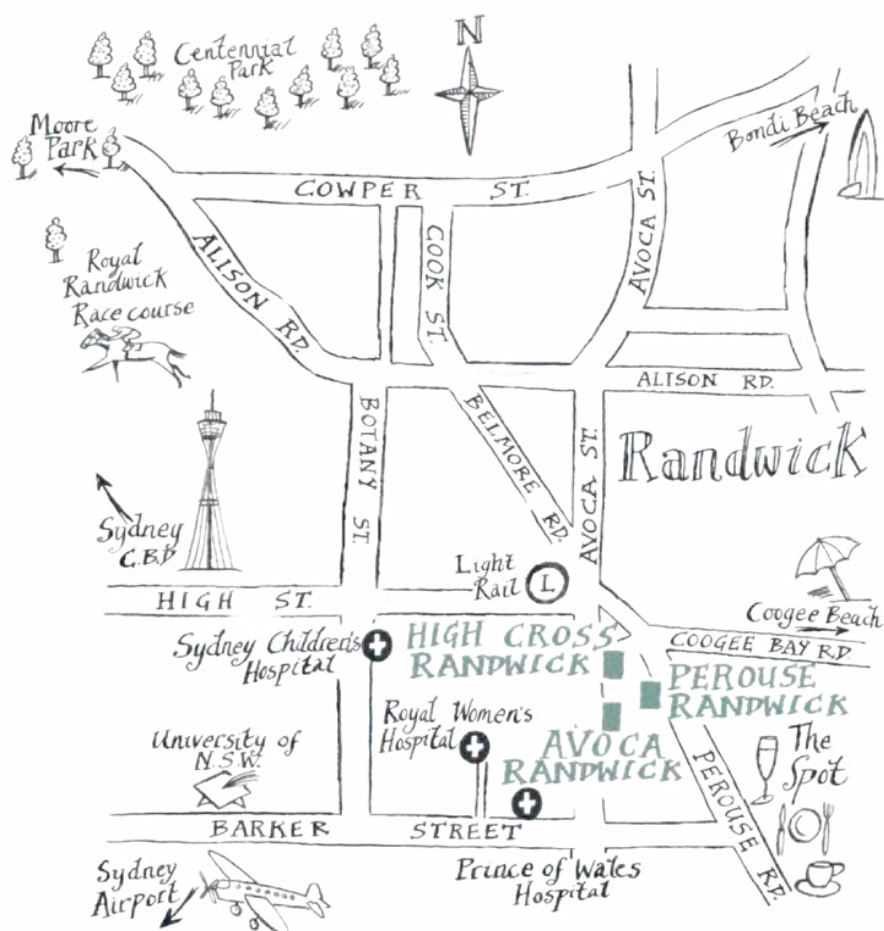 N
Centennial
Park
Moore
Park
Bondi Beach
COWPER ST.
AVOCA ST.
COOK ST.
ALISON RD.
Royal
Randwick
Race course
ALISON RD.
BOTANY ST.
BELMORE RD.
AVOCA ST.
Randwick
Sydney
C.B.D
Light
Rail
L
HIGH ST.
Coogee Beach
COOGEE BAY RD.
Sydney Children's
Hospital
HIGH CROSS
RANDWICK
PEROUSE
RANDWICK
Royal Women's
Hospital
University of
N.S.W.
AVOCA
RANDWICK
The
Spot
PEROUSE RD.
BARKER STREET
Prince of Wales
Hospital
Sydney
Airport